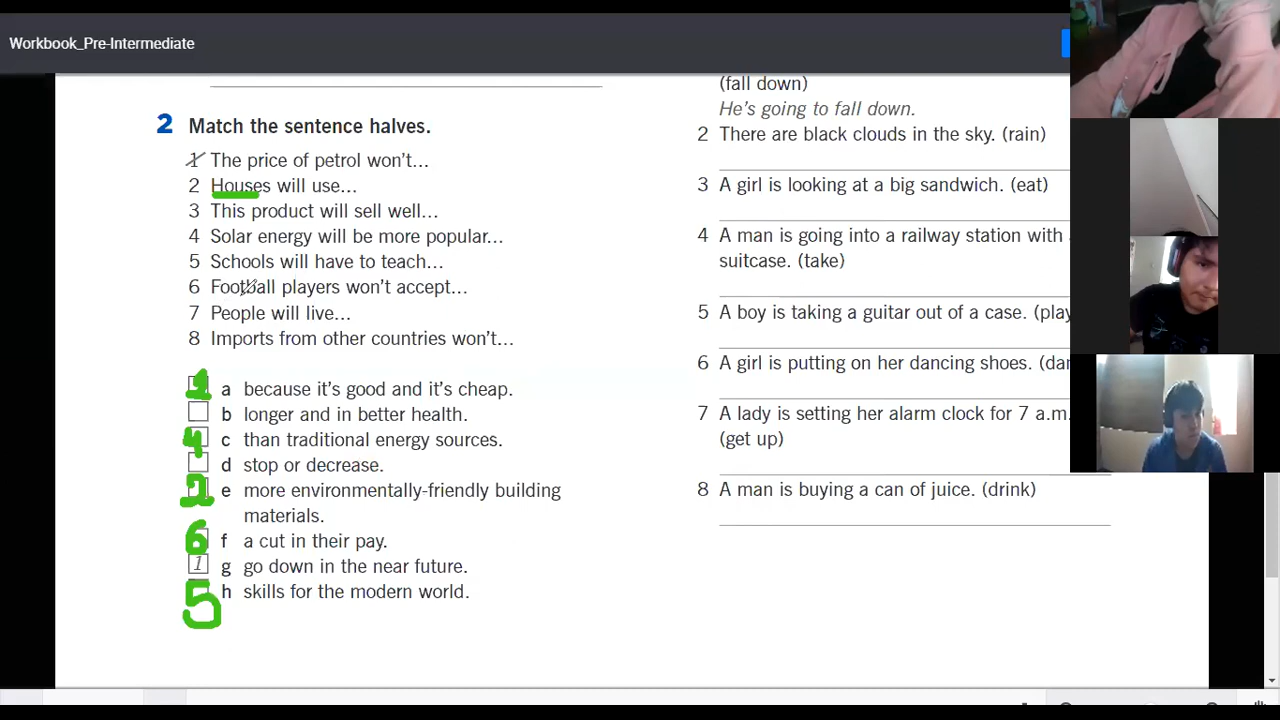 Workbook_Pre-Intermediate
2 Match the sentence halves.
1 The price of petrol won't...
2 Houses will use...
3 This product will sell well...
4 Solar energy will be more popular...
5 Schools will have to teach...
6 Football players won't accept...
7 People will live...
8 Imports from other countries won't...
a because it's good and it's cheap.
b longer and in better health.
4 c than traditional energy sources.
d stop or decrease.
2 e more environmentally-friendly building
materials.
6 f a cut in their pay.
1 g go down in the near future.
5 h skills for the modern world.
(fall down)
He's going to fall down.
2 There are black clouds in the sky. (rain)
3 A girl is looking at a big sandwich. (eat)
4 A man is going into a railway station with
suitcase. (take)
5 A boy is taking a guitar out of a case. (play
6 A girl is putting on her dancing shoes. (dan
7 A lady is setting her alarm clock for 7 a.m.
(get up)
8 A man is buying a can of juice. (drink)